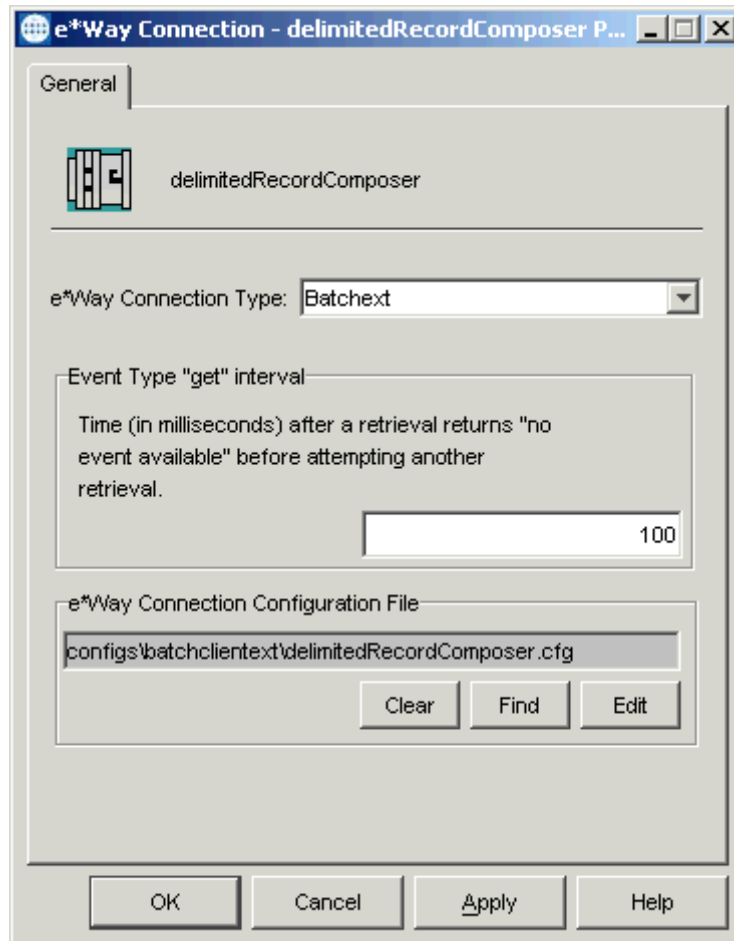 e*Way Connection - delimitedRecordComposer P...
General
delimitedRecordComposer
e*Way Connection Type: Batchext
Event Type "get" interval
Time (in milliseconds) after a retrieval returns "no
event available" before attempting another
retrieval.
100
e*Way Connection Configuration File
configs\batchclientext\delimitedRecordComposer.cfg
Clear Find Edit
OK Cancel Apply Help